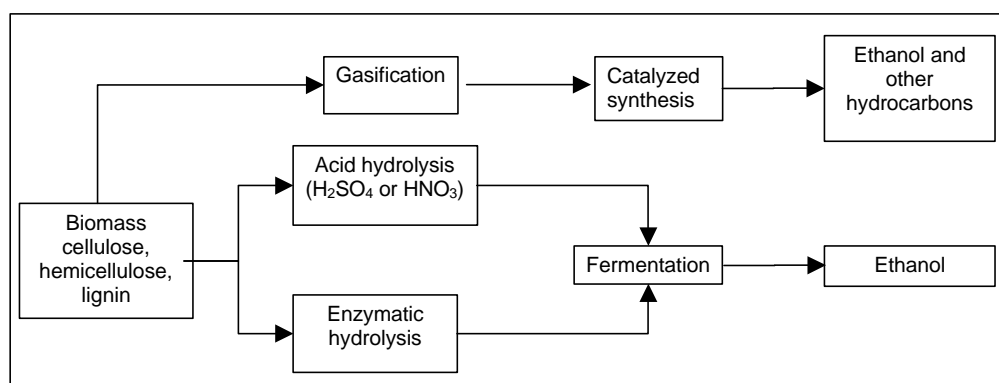 Gasification
Catalyzed
synthesis
Ethanol and
other
hydrocarbons
Acid hydrolysis
(H₂SO₄ or HNO₃)
Biomass
cellulose,
hemicellulose,
lignin
Fermentation
Ethanol
Enzymatic
hydrolysis